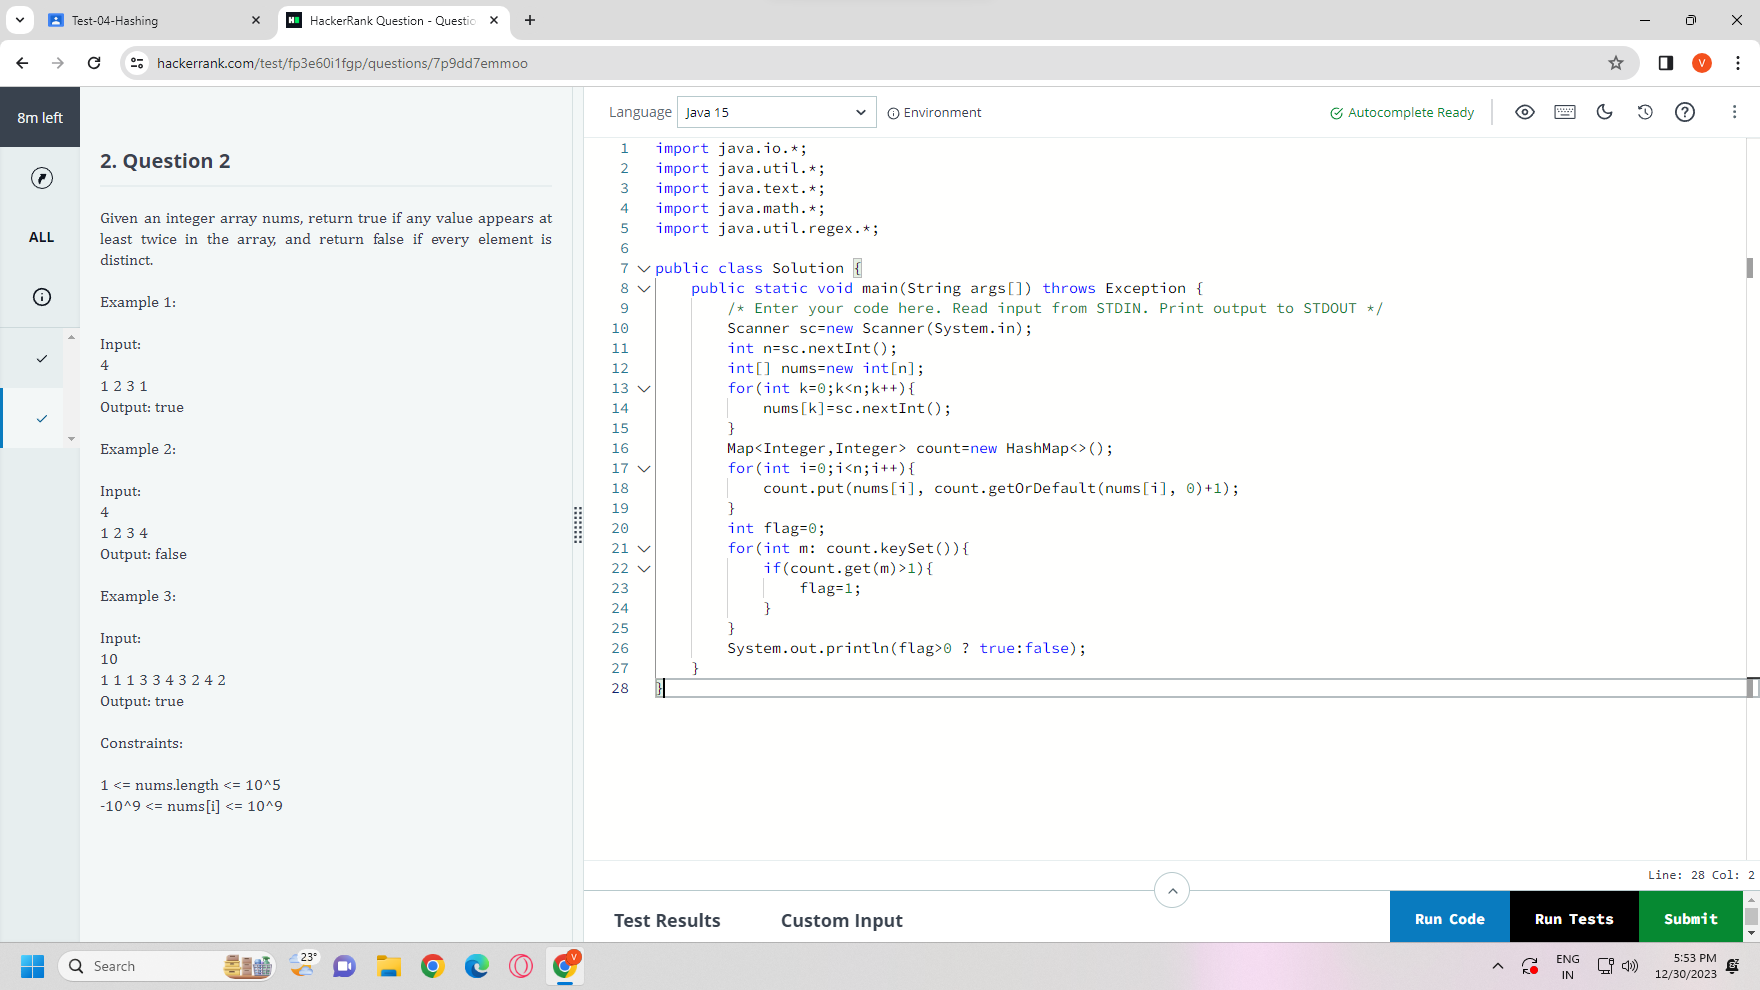 Test-04-Hashing
HackerRank Question - Questio
hackerrank.com/test/fp3e60i1fgp/questions/7p9dd7emmoo
V
8m left
ALL
2. Question 2
Given an integer array nums, return true if any value appears at
least twice in the array, and return false if every element is
distinct.
Example 1:
Input:
4
1 2 3 1
Output: true
Example 2:
Input:
4
1 2 3 4
Output: false
Example 3:
Input:
10
1 1 1 3 3 4 3 2 4 2
Output: true
Constraints:
1 <= nums.length <= 10^5
-10^9 <= nums[i] <= 10^9
Language
Java 15
Environment
Autocomplete Ready
1 import java.io.*;
2 import java.util.*;
3 import java.text.*;
4 import java.math.*;
5 import java.util.regex.*;
6
7 public class Solution {
8 public static void main(String args[]) throws Exception {
9 /* Enter your code here. Read input from STDIN. Print output to STDOUT */
10 Scanner sc=new Scanner(System.in);
11 int n=sc.nextInt();
12 int[] nums=new int[n];
13 for(int k=0;k<n;k++){
14 nums[k]=sc.nextInt();
15 }
16 Map<Integer,Integer> count=new HashMap<>();
17 for(int i=0;i<n;i++){
18 count.put(nums[i], count.getOrDefault(nums[i], 0)+1);
19 }
20 int flag=0;
21 for(int m: count.keySet()){
22 if(count.get(m)>1){
23 flag=1;
24 }
25 }
26 System.out.println(flag>0 ? true:false);
27 }
28 }
Line: 28 Col: 2
Test Results
Custom Input
Run Code
Run Tests
Submit
Search
23°
V
ENG
IN
5:53 PM
12/30/2023